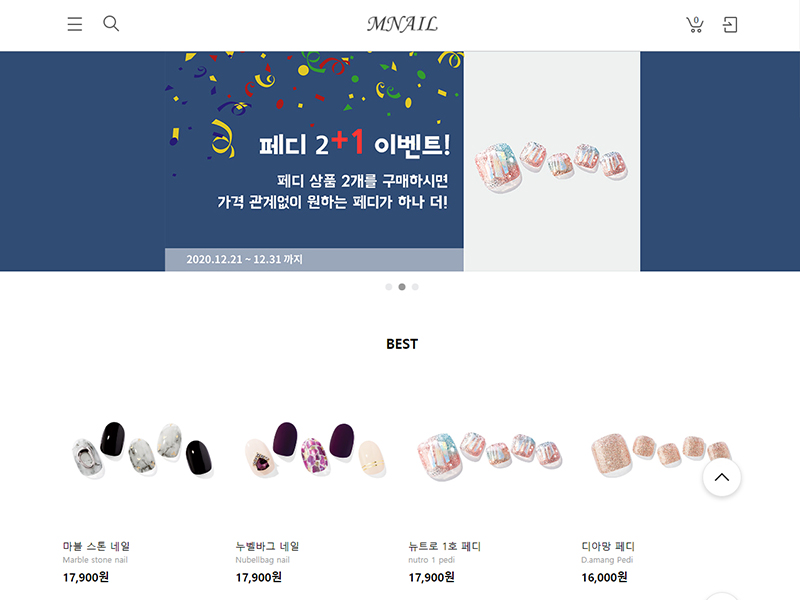 MNAIL
0
페디 2+1 이벤트!
페디 상품 2개를 구매하시면
가격 관계없이 원하는 페디가 하나 더!
2020.12.21 ~ 12.31 까지
BEST
마블 스톤 네일
Marble stone nail
17,900원
누벨바그 네일
Nubellbag nail
17,900원
뉴트로 1호 페디
nutro 1 pedi
17,900원
디아망 페디
D.amang Pedi
16,000원